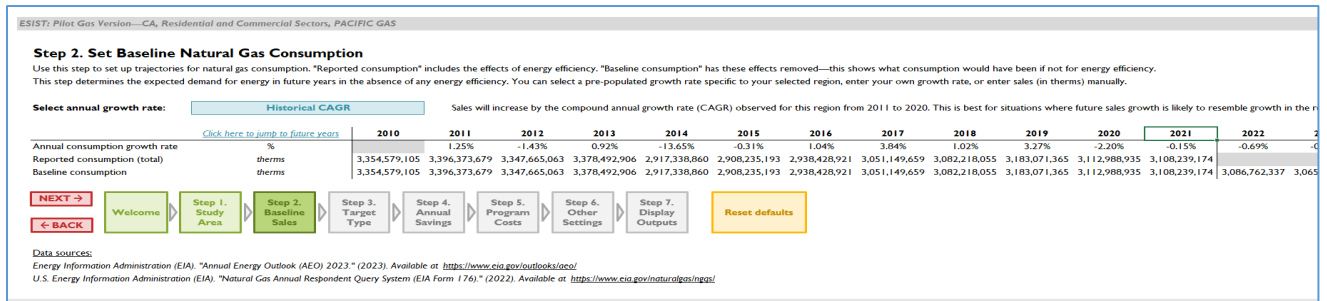 ESIST: Pilot Gas Version—CA, Residential and Commercial Sectors, PACIFIC GAS
Step 2. Set Baseline Natural Gas Consumption
Use this step to set up trajectories for natural gas consumption. "Reported consumption" includes the effects of energy efficiency. "Baseline consumption" has these effects removed—this shows what consumption would have been if not for energy efficiency.
This step determines the expected demand for energy in future years in the absence of any energy efficiency. You can select a pre-populated growth rate specific to your selected region, enter your own growth rate, or enter sales (in therms) manually.
Select annual growth rate: Historical CAGR Sales will increase by the compound annual growth rate (CAGR) observed for this region from 2011 to 2020. This is best for situations where future sales growth is likely to resemble growth in the
Click here to jump to future years 2010 2011 2012 2013 2014 2015 2016 2017 2018 2019 2020 2021 2022
Annual consumption growth rate % 1.25% -1.43% 0.92% -13.65% -0.31% 1.04% 3.84% 1.02% 3.27% -2.20% -0.15% -0.69%
Reported consumption (total) therms 3,354,579,105 3,396,373,679 3,347,665,063 3,378,492,906 2,917,338,860 2,908,235,193 2,938,428,921 3,051,149,659 3,082,218,055 3,183,071,365 3,112,988,935 3,108,239,174
Baseline consumption therms 3,354,579,105 3,396,373,679 3,347,665,063 3,378,492,906 2,917,338,860 2,908,235,193 2,938,428,921 3,051,149,659 3,082,218,055 3,183,071,365 3,112,988,935 3,108,239,174 3,086,762,337 3,065
NEXT →
← BACK
Welcome
Step 1.
Study
Area
Step 2.
Baseline
Sales
Step 3.
Target
Type
Step 4.
Annual
Savings
Step 5.
Program
Costs
Step 6.
Other
Settings
Step 7.
Display
Outputs
Reset defaults
Data sources:
Energy Information Administration (EIA). "Annual Energy Outlook (AEO) 2023." (2023). Available at https://www.eia.gov/outlooks/aeo/
U.S. Energy Information Administration (EIA). "Natural Gas Annual Respondent Query System (EIA Form 176)." (2022). Available at https://www.eia.gov/naturalgas/ngqs/